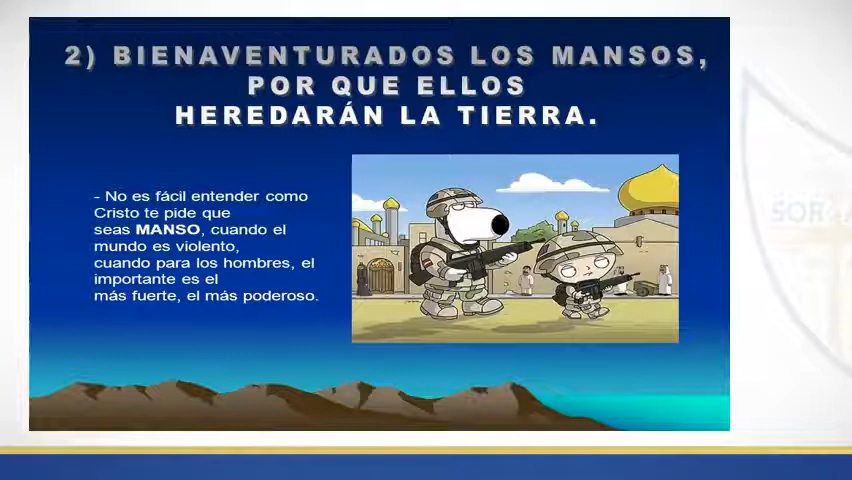 2) BIENAVENTURADOS LOS MANSOS,
POR QUE ELLOS
HEREDARÁN LA TIERRA.
- No es fácil entender como
Cristo te pide que
seas MANSO, cuando el
mundo es violento,
cuando para los hombres, el
importante es el
más fuerte, el más poderoso.